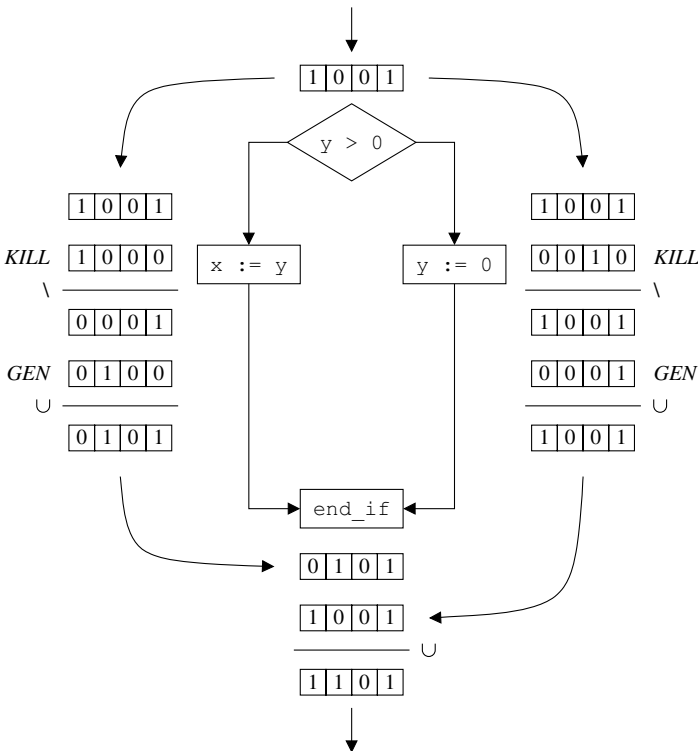 1 0 0 1
y > 0
1 0 0 1
1 0 0 1
KILL 1 0 0 0
x := y
y := 0
0 0 1 0 KILL
\
\
0 0 0 1
1 0 0 1
GEN 0 1 0 0
0 0 0 1 GEN
∪
∪
0 1 0 1
1 0 0 1
end_if
0 1 0 1
1 0 0 1
∪
1 1 0 1